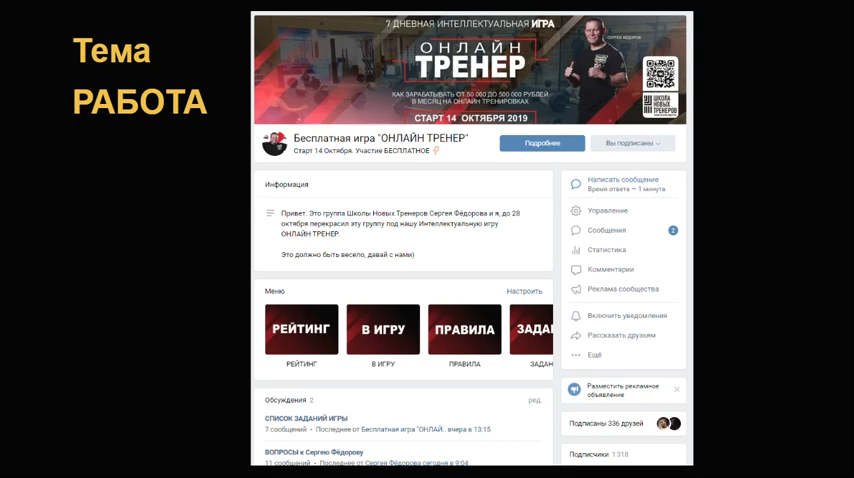 Тема
РАБОТА
7 ДНЕВНАЯ ИНТЕЛЛЕКТУАЛЬНАЯ ИГРА
СЕРГЕЙ ФЁДОРОВ
ОНЛАЙН
ТРЕНЕР
КАК ЗАРАБАТЫВАТЬ ОТ 50 000 ДО 500 000 РУБЛЕЙ
В МЕСЯЦ НА ОНЛАЙН ТРЕНИРОВКАХ
СТАРТ 14 ОКТЯБРЯ 2019
ШКОЛА
НОВЫХ
ТРЕНЕРОВ
Бесплатная игра "ОНЛАЙН ТРЕНЕР"
Старт 14 Октября. Участие БЕСПЛАТНОЕ
Подробнее
Вы подписаны
Информация
Привет. Это группа Школы Новых Тренеров Сергея Фёдорова и я, до 28
октября перекрасил эту группу под нашу Интеллектуальную игру
ОНЛАЙН ТРЕНЕР.
Это должно быть весело, давай с нами)
Меню
Настроить
РЕЙТИНГ
В ИГРУ
ПРАВИЛА
ЗАДА
РЕЙТИНГ
В ИГРУ
ПРАВИЛА
ЗАДАН
Обсуждения 2
ред.
СПИСОК ЗАДАНИЙ ИГРЫ
7 сообщений • Последнее от Бесплатная игра "ОНЛАЙ.. вчера в 13:15
ВОПРОСЫ к Сергею Фёдорову
11 сообщений • Последнее от Сергея Фёдорова сегодня в 9:04
Написать сообщение
Время ответа — 1 минута
Управление
Сообщения 2
Статистика
Комментарии
Реклама сообщества
Включить уведомления
Рассказать друзьям
Ещё
Разместить рекламное
объявление
Подписаны 336 друзей
Подписчики 1 318